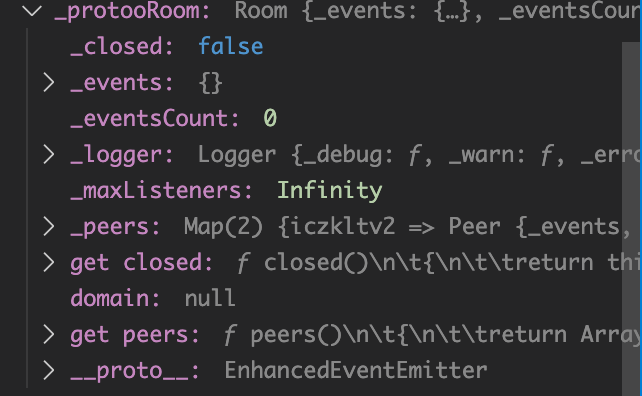 _protooRoom: Room {_events: {…}, _eventsCour
_closed: false
_events: {}
_eventsCount: 0
_logger: Logger {_debug: ƒ, _warn: ƒ, _erro
_maxListeners: Infinity
_peers: Map(2) {iczkltv2 => Peer {_events,
get closed: ƒ closed()\n\t{\n\t\treturn thi
domain: null
get peers: ƒ peers()\n\t{\n\t\treturn Array
__proto__: EnhancedEventEmitter